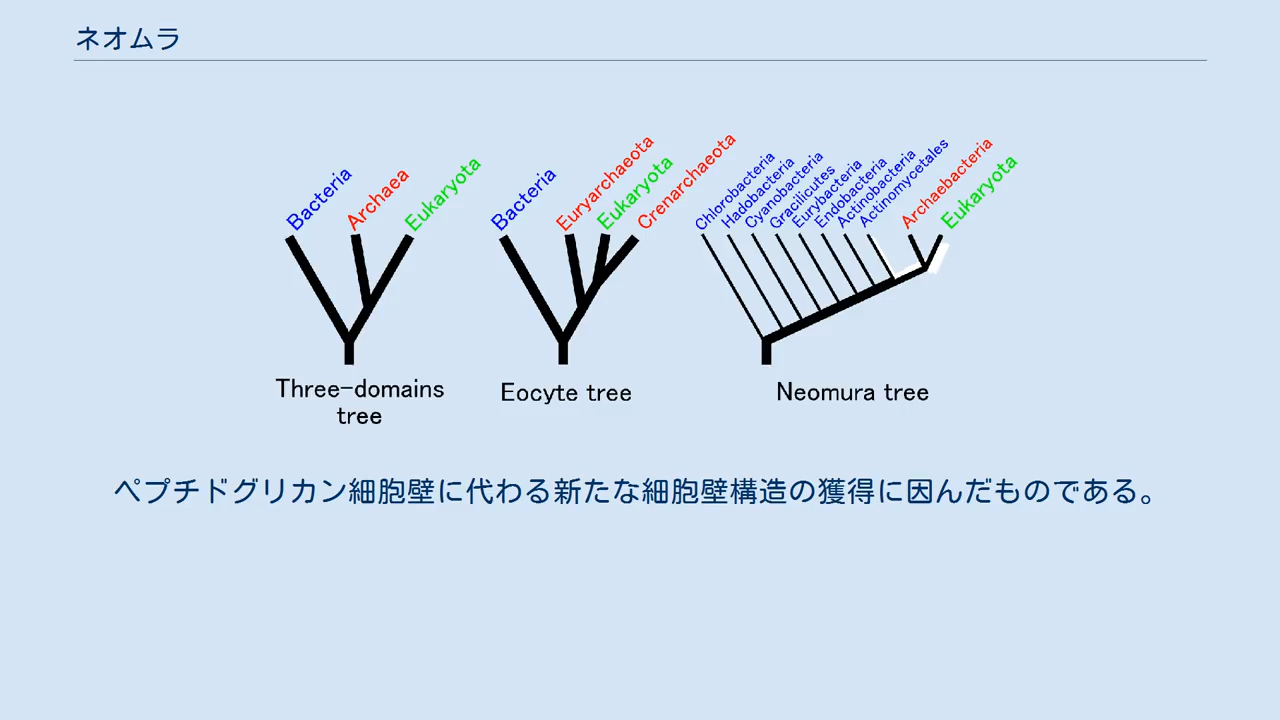 ネオムラ
Bacteria
Archaea
Eukaryota
Three-domains
tree
Bacteria
Euryarchaeota
Eukaryota
Crenarchaeota
Eocyte tree
Chlorobacteria
Hadobacteria
Cyanobacteria
Gracilicutes
Eurybacteria
Endobacteria
Actinobacteria
Actinomycetales
Archaebacteria
Eukaryota
Neomura tree
ペプチドグリカン細胞壁に代わる新たな細胞壁構造の獲得に因んだものである。